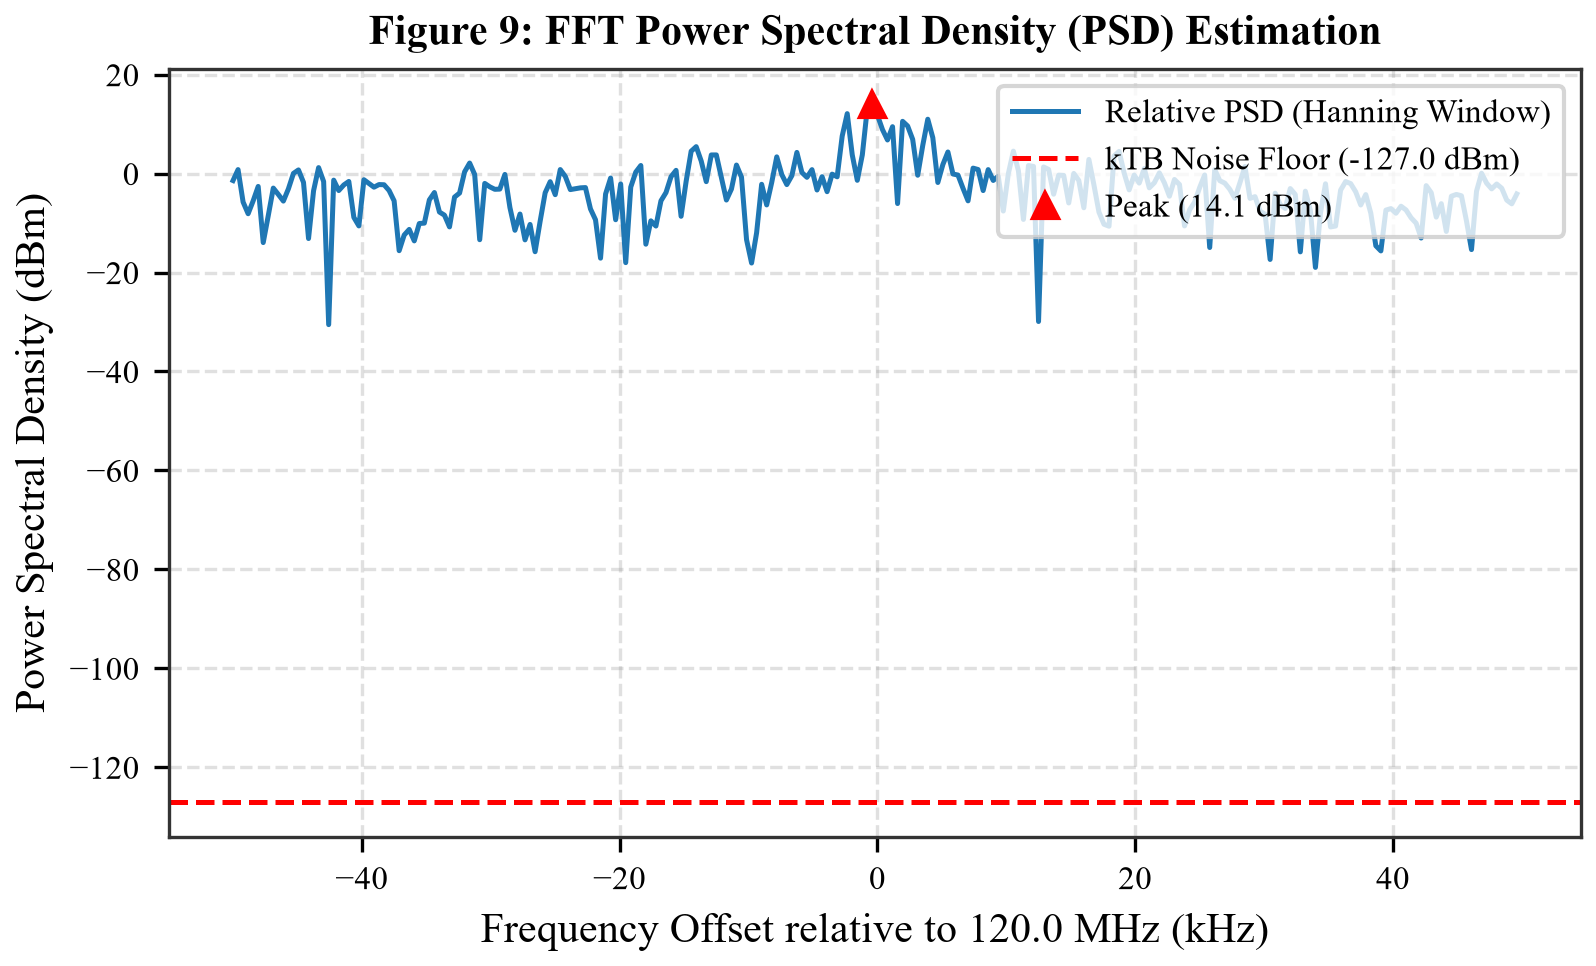 Figure 9: FFT Power Spectral Density (PSD) Estimation
Power Spectral Density (dBm)
20
0
−20
−40
−60
−80
−100
−120
Relative PSD (Hanning Window)
kTB Noise Floor (-127.0 dBm)
Peak (14.1 dBm)
−40
−20
0
20
40
Frequency Offset relative to 120.0 MHz (kHz)